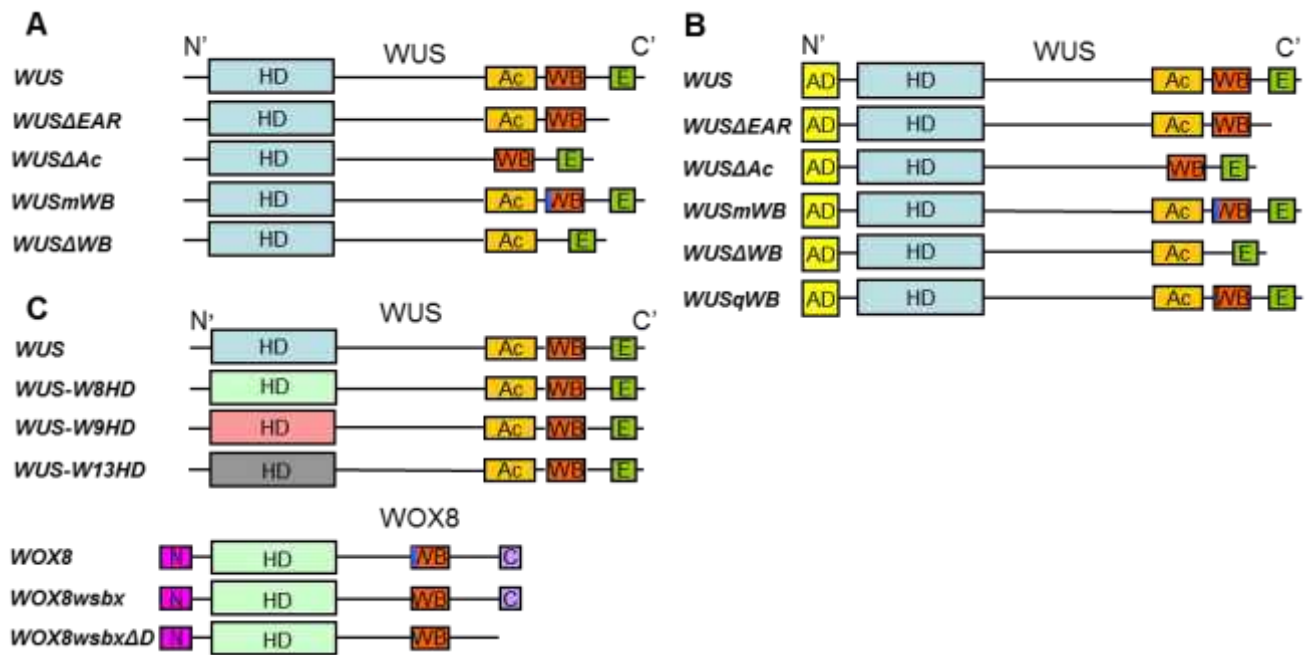 A
N' WUS C'
WUS HD Ac WB E
WUSΔEAR HD Ac WB
WUSΔAc HD WB E
WUSmWB HD Ac WB E
WUSΔWB HD Ac E
B
N' WUS C'
WUS AD HD Ac WB E
WUSΔEAR AD HD Ac WB
WUSΔAc AD HD WB E
WUSmWB AD HD Ac WB E
WUSΔWB AD HD Ac E
WUSqWB AD HD Ac WB E
C
N' WUS C'
WUS HD Ac WB E
WUS-W8HD HD Ac WB E
WUS-W9HD HD Ac WB E
WUS-W13HD HD Ac WB E
WOX8
WOX8 N HD WB C
WOX8wsbx N HD WB C
WOX8wsbxΔD N HD WB